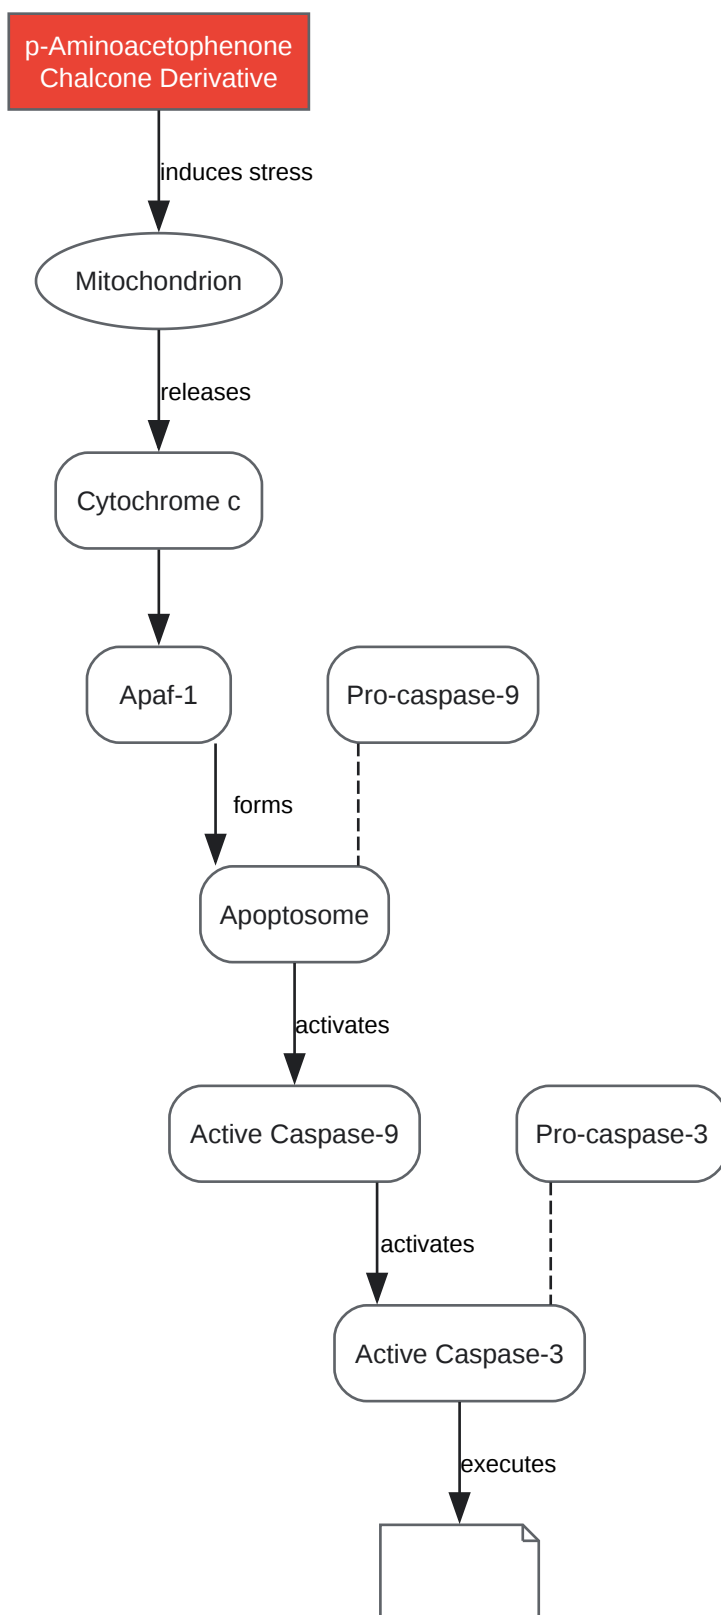 p-Aminoacetophenone
Chalcone Derivative
induces stress
Mitochondrion
releases
Cytochrome c
Apaf-1
Pro-caspase-9
forms
Apoptosome
activates
Active Caspase-9
Pro-caspase-3
activates
Active Caspase-3
executes